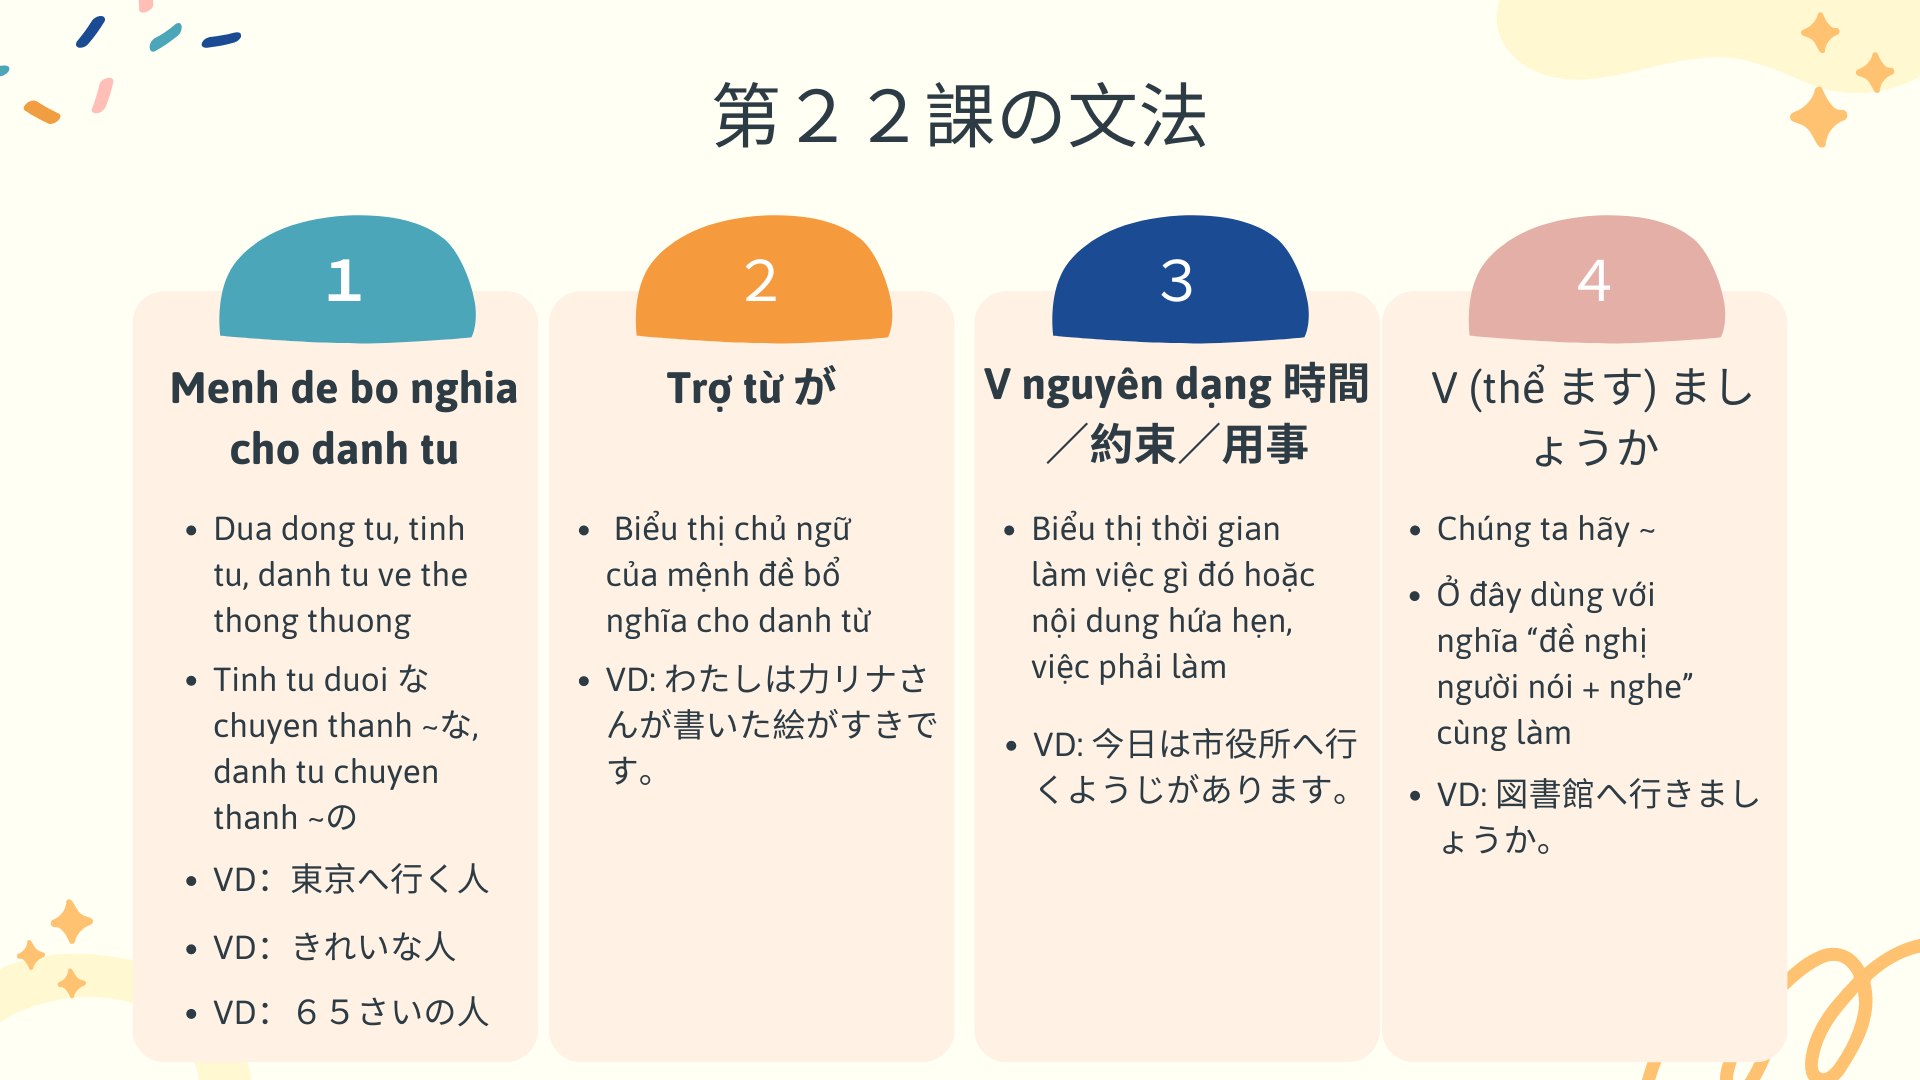 第２２課の文法
1
Menh de bo nghia
cho danh tu
• Dua dong tu, tinh
tu, danh tu ve the
thong thuong
• Tinh tu duoi な
chuyen thanh ~な,
danh tu chuyen
thanh ~の
• VD：東京へ行く人
• VD：きれいな人
• VD：６５さいの人
2
Trợ từ が
• Biểu thị chủ ngữ
của mệnh đề bổ
nghĩa cho danh từ
• VD: わたしはカリナさ
んが書いた絵がすきで
す。
3
V nguyên dạng 時間
／約束／用事
• Biểu thị thời gian
làm việc gì đó hoặc
nội dung hứa hẹn,
việc phải làm
• VD: 今日は市役所へ行
くようじがあります。
4
V (thể ます) まし
ょうか
• Chúng ta hãy ~
• Ở đây dùng với
nghĩa “đề nghị
người nói + nghe”
cùng làm
• VD: 図書館へ行きまし
ょうか。